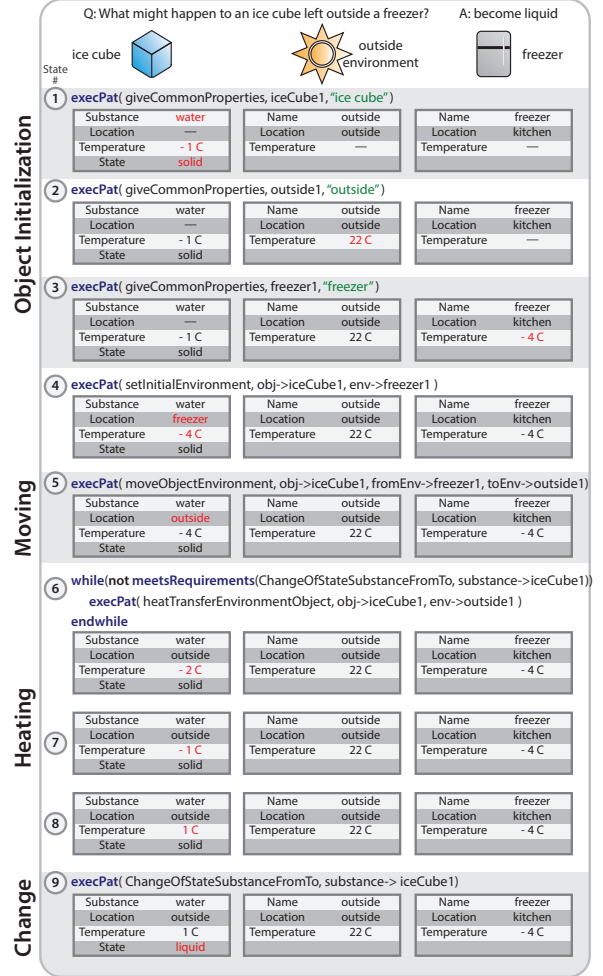 Q: What might happen to an ice cube left outside a freezer? A: become liquid
ice cube
outside
environment
freezer
State
#
Object Initialization
1 execPat( giveCommonProperties, iceCube1, “ice cube” )
Substance water Name outside Name freezer
Location — Location outside Location kitchen
Temperature - 1 C Temperature — Temperature —
State solid
2 execPat( giveCommonProperties, outside1, “outside” )
Substance water Name outside Name freezer
Location — Location outside Location kitchen
Temperature - 1 C Temperature 22 C Temperature —
State solid
3 execPat( giveCommonProperties, freezer1, “freezer” )
Substance water Name outside Name freezer
Location — Location outside Location kitchen
Temperature - 1 C Temperature 22 C Temperature - 4 C
State solid
4 execPat( setInitialEnvironment, obj->iceCube1, env->freezer1 )
Substance water Name outside Name freezer
Location freezer Location outside Location kitchen
Temperature - 4 C Temperature 22 C Temperature - 4 C
State solid
Moving
5 execPat( moveObjectEnvironment, obj->iceCube1, fromEnv->freezer1, toEnv->outside1)
Substance water Name outside Name freezer
Location outside Location outside Location kitchen
Temperature - 4 C Temperature 22 C Temperature - 4 C
State solid
Heating
6 while(not meetsRequirements(ChangeOfStateSubstanceFromTo, substance->iceCube1))
execPat( heatTransferEnvironmentObject, obj->iceCube1, env->outside1 )
endwhile
Substance water Name outside Name freezer
Location outside Location outside Location kitchen
Temperature - 2 C Temperature 22 C Temperature - 4 C
State solid
7
Substance water Name outside Name freezer
Location outside Location outside Location kitchen
Temperature - 1 C Temperature 22 C Temperature - 4 C
State solid
8
Substance water Name outside Name freezer
Location outside Location outside Location kitchen
Temperature 1 C Temperature 22 C Temperature - 4 C
State solid
Change
9 execPat( ChangeOfStateSubstanceFromTo, substance-> iceCube1)
Substance water Name outside Name freezer
Location outside Location outside Location kitchen
Temperature 1 C Temperature 22 C Temperature - 4 C
State liquid